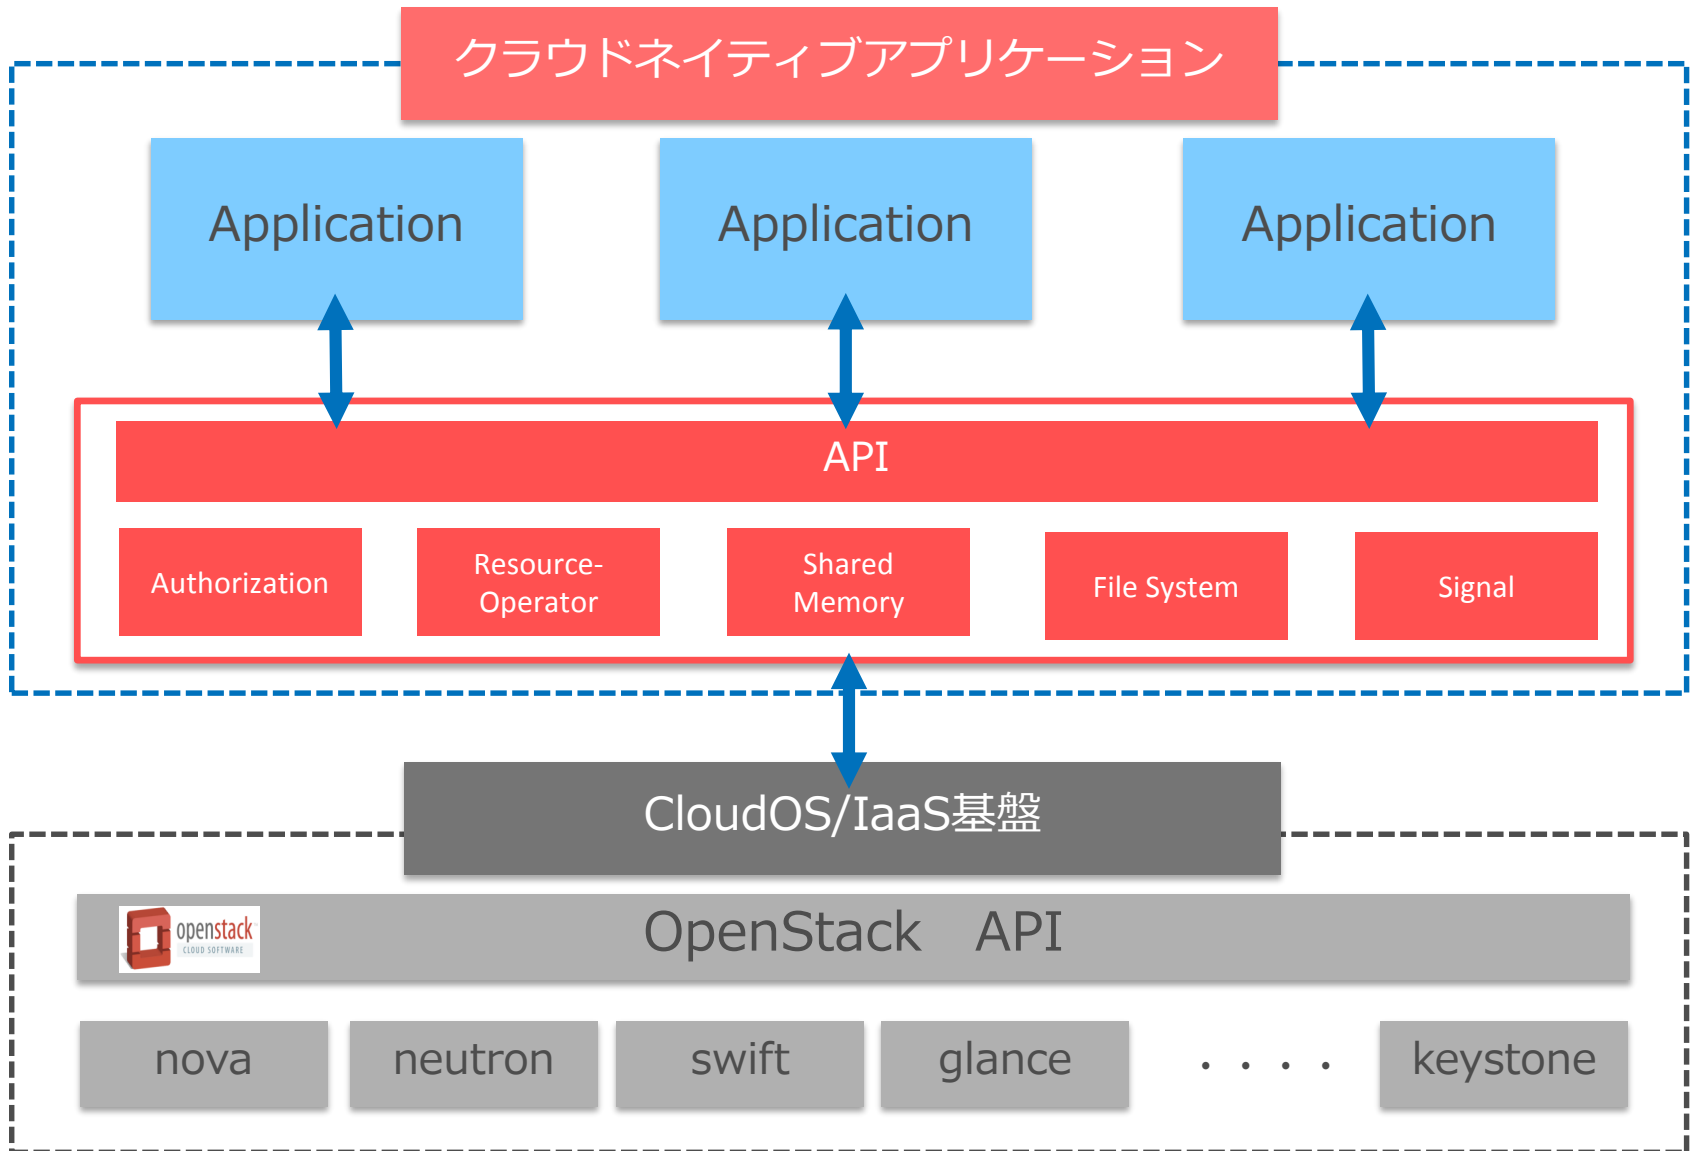 クラウドネイティブアプリケーション
Application
Application
Application
API
Authorization
Resource-
Operator
Shared
Memory
File System
Signal
CloudOS/IaaS基盤
openstack
CLOUD SOFTWARE
OpenStack　API
nova
neutron
swift
glance
・・・・
keystone